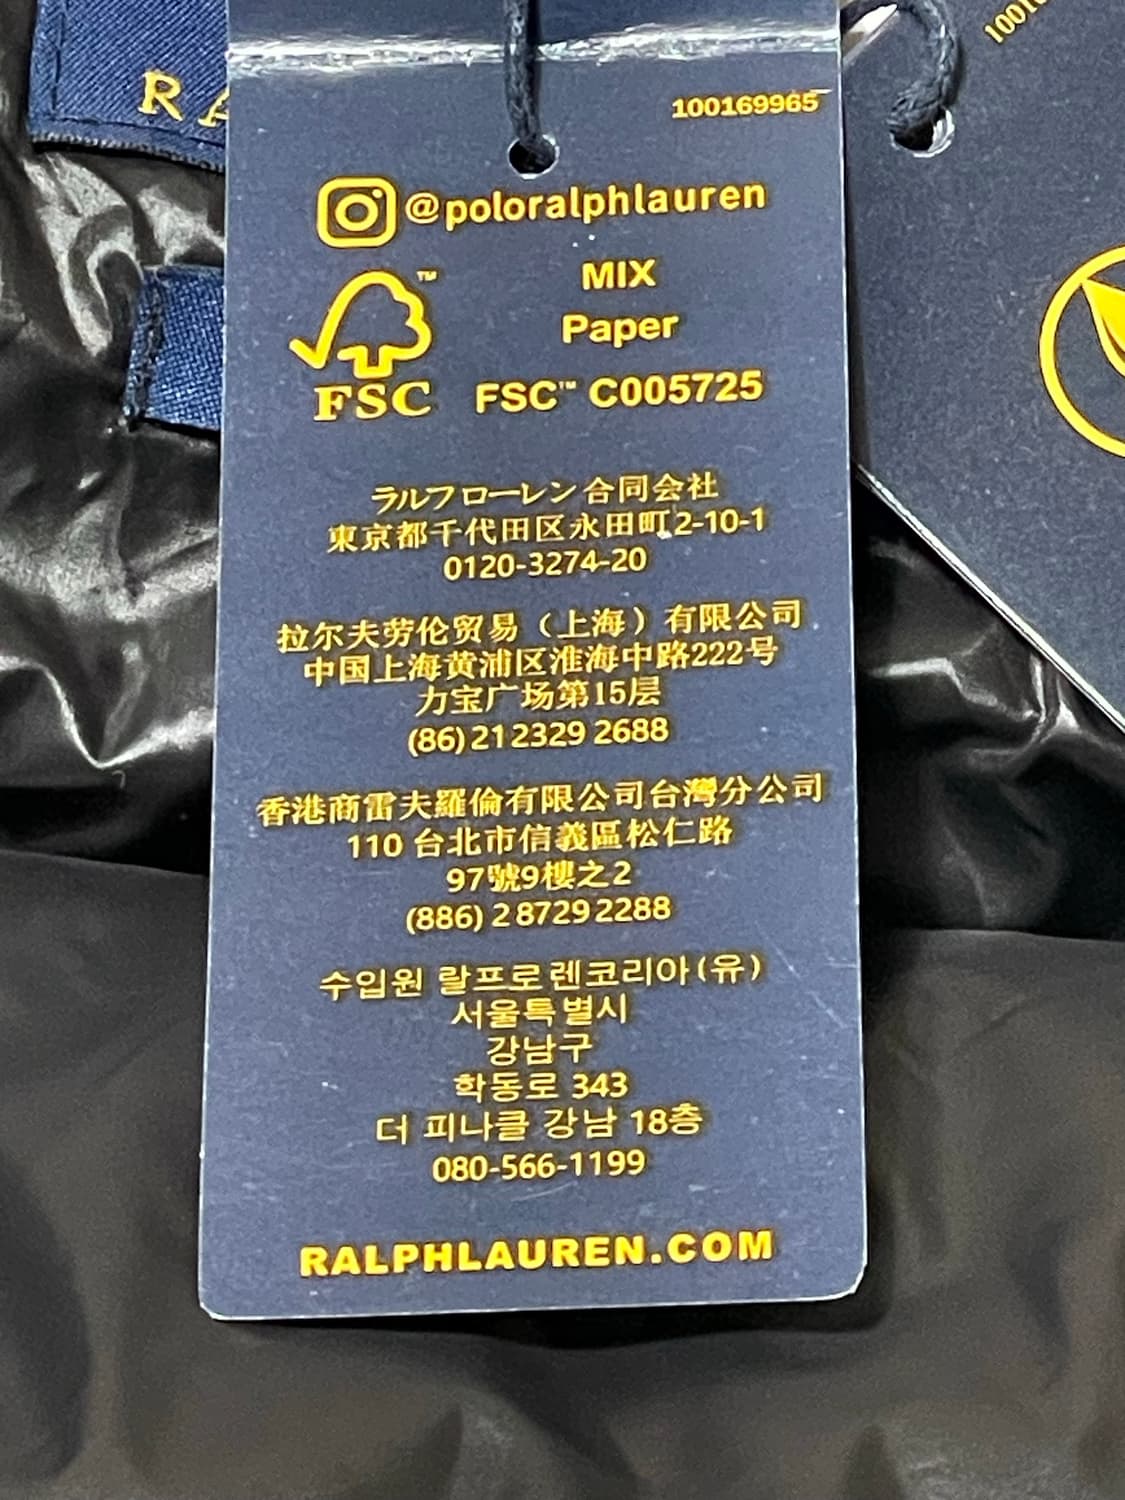 RA
100169965
@poloralphlauren
MIX
Paper
FSC™ C005725
™
FSC
ラルフローレン合同会社
東京都千代田区永田町2-10-1
0120-3274-20
拉尔夫劳伦贸易（上海）有限公司
中国上海黄浦区淮海中路222号
力宝广场第15层
(86) 21 2329 2688
香港商雷夫羅倫有限公司台灣分公司
110 台北市信義區松仁路
97號9樓之2
(886) 2 8729 2288
수입원 랄프로렌코리아(유)
서울특별시
강남구
학동로 343
더 피나클 강남 18층
080-566-1199
RALPHLAUREN.COM